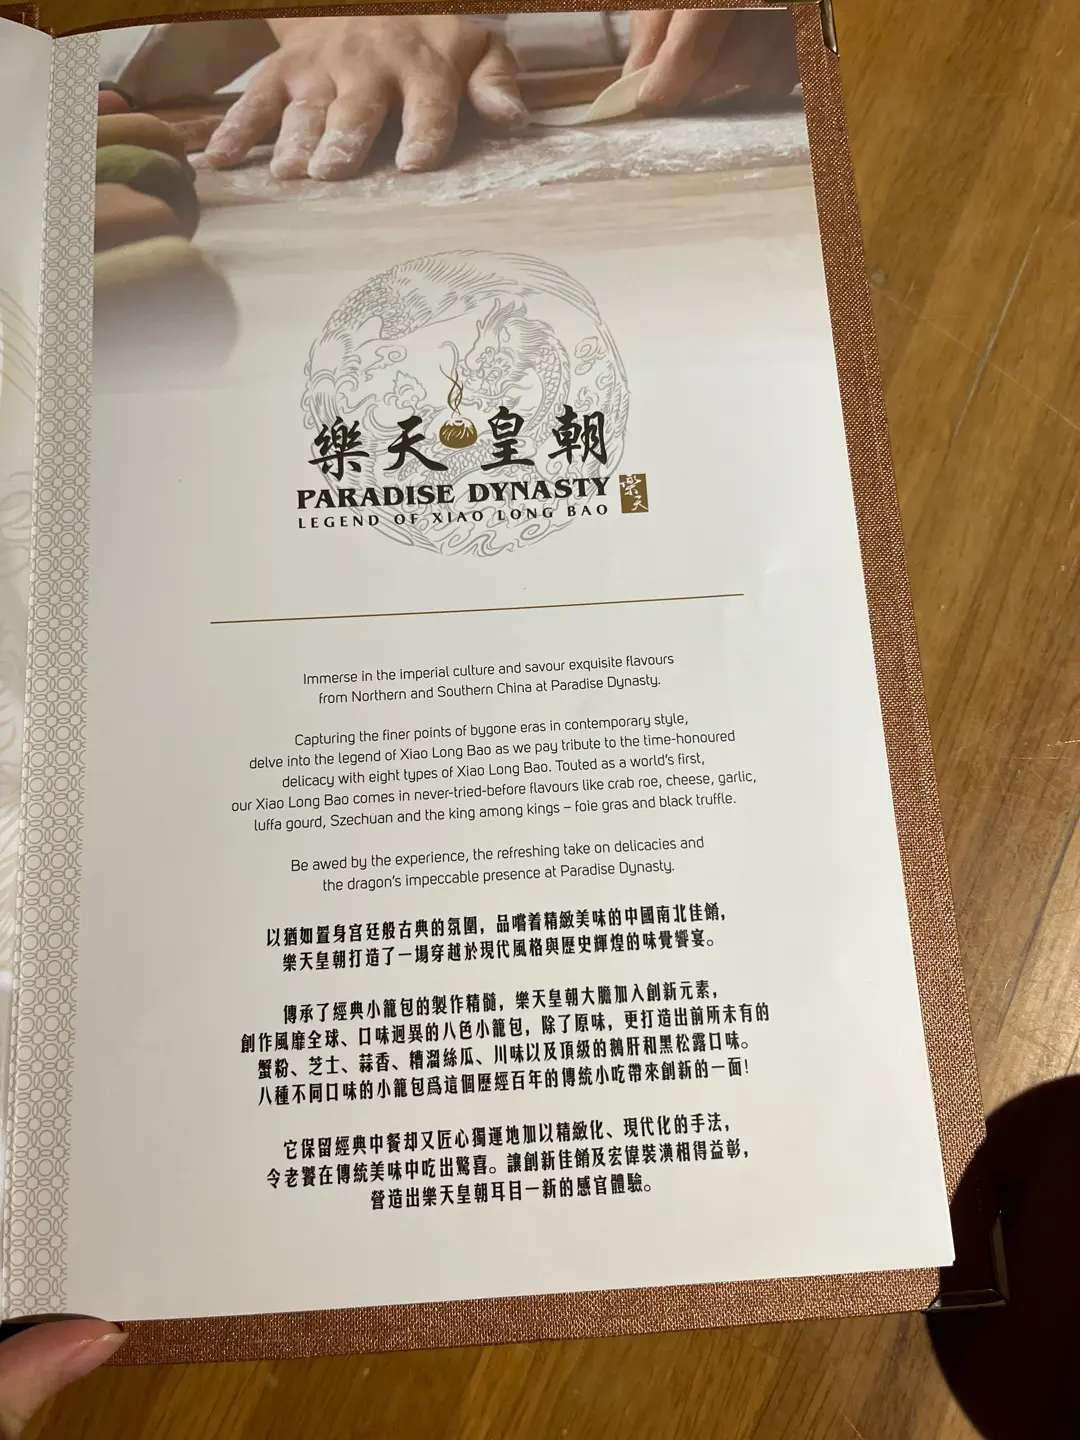 樂天皇朝
PARADISE DYNASTY
樂天
LEGEND OF XIAO LONG BAO
Immerse in the imperial culture and savour exquisite flavours
from Northern and Southern China at Paradise Dynasty.
Capturing the finer points of bygone eras in contemporary style,
delve into the legend of Xiao Long Bao as we pay tribute to the time-honoured
delicacy with eight types of Xiao Long Bao. Touted as a world's first,
our Xiao Long Bao comes in never-tried-before flavours like crab roe, cheese, garlic,
luffa gourd, Szechuan and the king among kings – foie gras and black truffle.
Be awed by the experience, the refreshing take on delicacies and
the dragon's impeccable presence at Paradise Dynasty.
以猶如置身宮廷般古典的氛圍，品嚐着精緻美味的中國南北佳餚，
樂天皇朝打造了一場穿越於現代風格與歷史輝煌的味覺饗宴。
傳承了經典小籠包的製作精髓，樂天皇朝大膽加入創新元素，
創作風靡全球、口味迥異的八色小籠包，除了原味，更打造出前所未有的
蟹粉、芝士、蒜香、糟溜絲瓜、川味以及頂級的鵝肝和黑松露口味。
八種不同口味的小籠包爲這個歷經百年的傳統小吃帶來創新的一面！
它保留經典中餐却又匠心獨運地加以精緻化、現代化的手法，
令老饕在傳統美味中吃出驚喜。讓創新佳餚及宏偉裝潢相得益彰，
營造出樂天皇朝耳目一新的感官體驗。